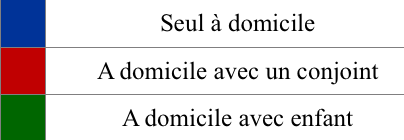 Seul à domicile
A domicile avec un conjoint
A domicile avec enfant